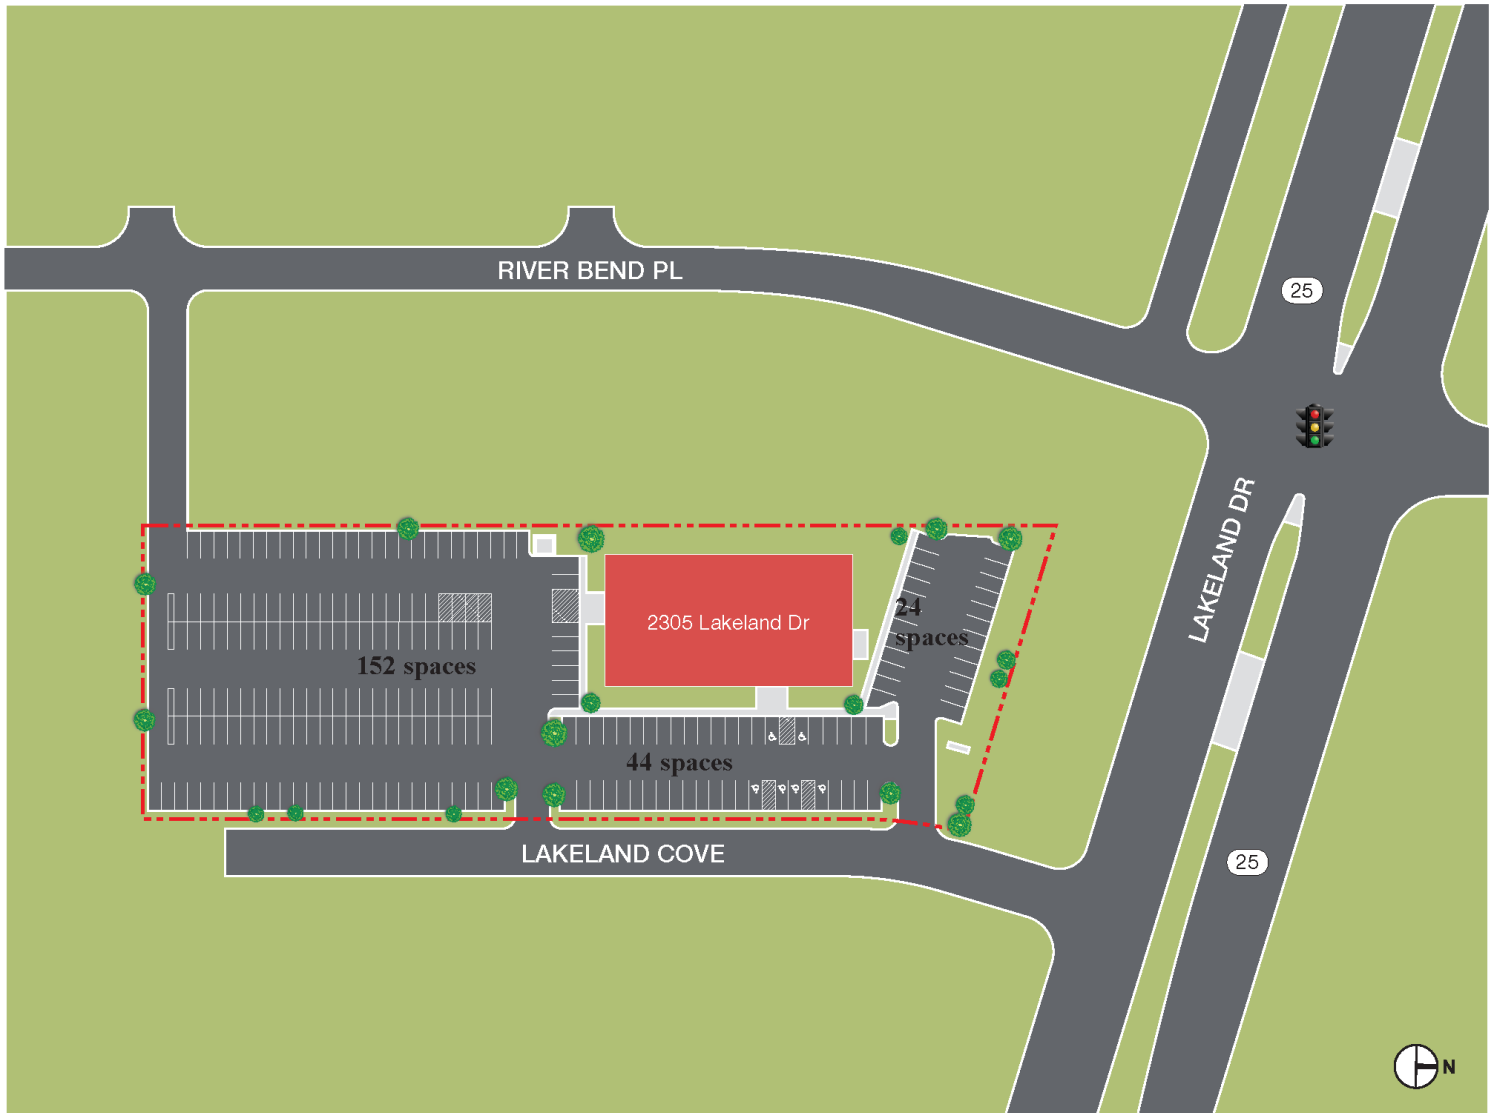 RIVER BEND PL
25
LAKELAND DR
2305 Lakeland Dr
24
spaces
152 spaces
44 spaces
LAKELAND COVE
25
N